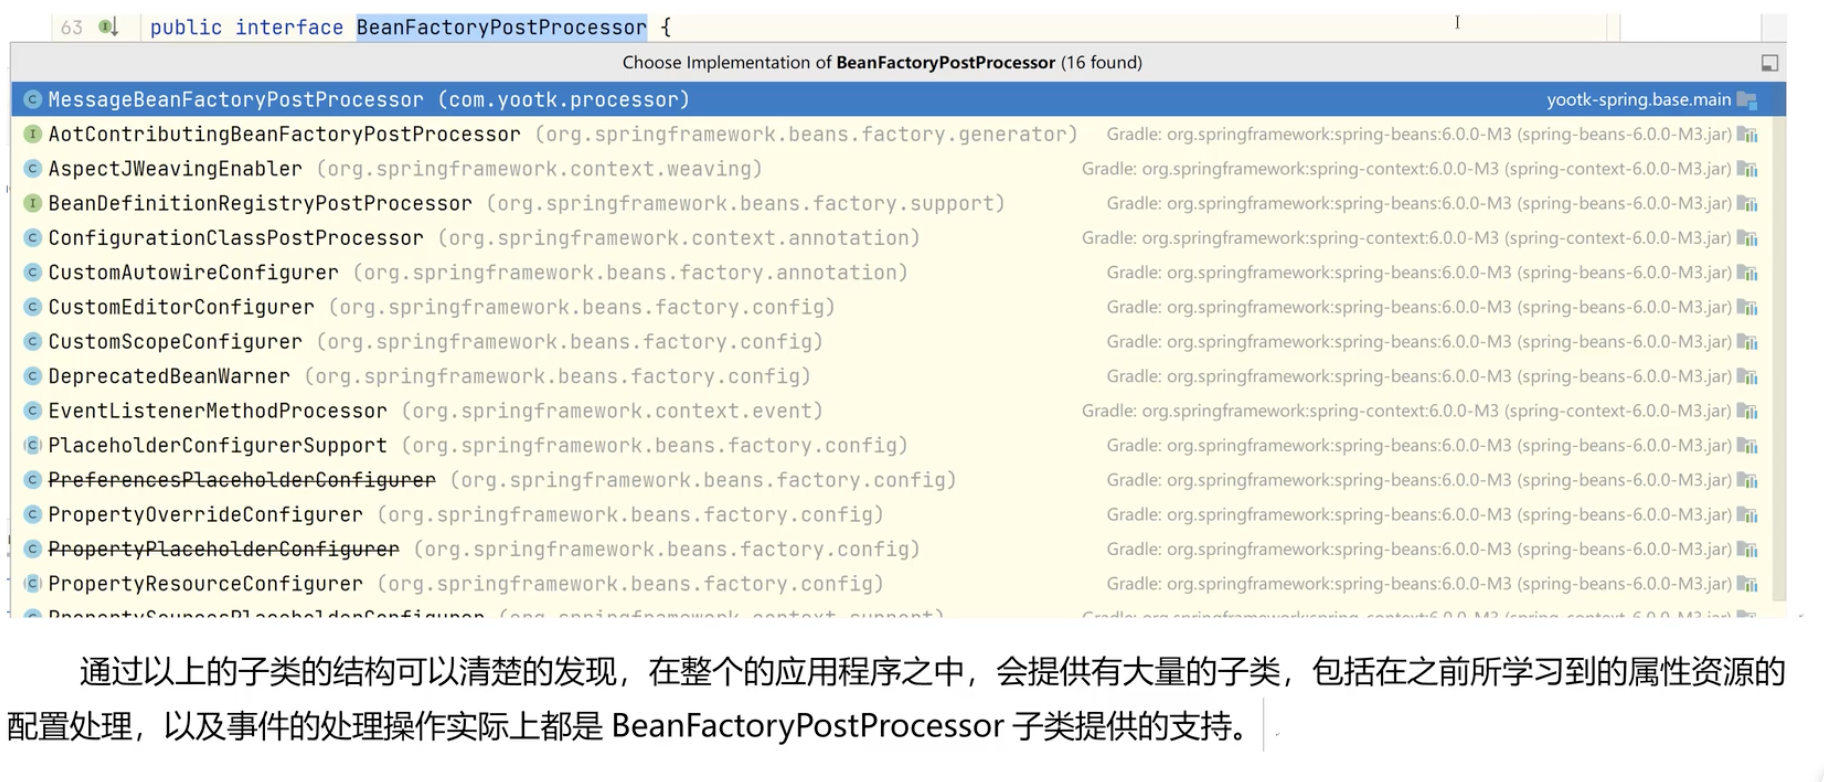 63 public interface BeanFactoryPostProcessor {
Choose Implementation of BeanFactoryPostProcessor (16 found)
MessageBeanFactoryPostProcessor (com.yootk.processor) yootk-spring.base.main
AotContributingBeanFactoryPostProcessor (org.springframework.beans.factory.generator) Gradle: org.springframework:spring-beans:6.0.0-M3 (spring-beans-6.0.0-M3.jar)
AspectJWeavingEnabler (org.springframework.context.weaving) Gradle: org.springframework:spring-context:6.0.0-M3 (spring-context-6.0.0-M3.jar)
BeanDefinitionRegistryPostProcessor (org.springframework.beans.factory.support) Gradle: org.springframework:spring-beans:6.0.0-M3 (spring-beans-6.0.0-M3.jar)
ConfigurationClassPostProcessor (org.springframework.context.annotation) Gradle: org.springframework:spring-context:6.0.0-M3 (spring-context-6.0.0-M3.jar)
CustomAutowireConfigurer (org.springframework.beans.factory.annotation) Gradle: org.springframework:spring-beans:6.0.0-M3 (spring-beans-6.0.0-M3.jar)
CustomEditorConfigurer (org.springframework.beans.factory.config) Gradle: org.springframework:spring-beans:6.0.0-M3 (spring-beans-6.0.0-M3.jar)
CustomScopeConfigurer (org.springframework.beans.factory.config) Gradle: org.springframework:spring-beans:6.0.0-M3 (spring-beans-6.0.0-M3.jar)
DeprecatedBeanWarner (org.springframework.beans.factory.config) Gradle: org.springframework:spring-beans:6.0.0-M3 (spring-beans-6.0.0-M3.jar)
EventListenerMethodProcessor (org.springframework.context.event) Gradle: org.springframework:spring-context:6.0.0-M3 (spring-context-6.0.0-M3.jar)
PlaceholderConfigurerSupport (org.springframework.beans.factory.config) Gradle: org.springframework:spring-beans:6.0.0-M3 (spring-beans-6.0.0-M3.jar)
PreferencesPlaceholderConfigurer (org.springframework.beans.factory.config) Gradle: org.springframework:spring-beans:6.0.0-M3 (spring-beans-6.0.0-M3.jar)
PropertyOverrideConfigurer (org.springframework.beans.factory.config) Gradle: org.springframework:spring-beans:6.0.0-M3 (spring-beans-6.0.0-M3.jar)
PropertyPlaceholderConfigurer (org.springframework.beans.factory.config) Gradle: org.springframework:spring-beans:6.0.0-M3 (spring-beans-6.0.0-M3.jar)
PropertyResourceConfigurer (org.springframework.beans.factory.config) Gradle: org.springframework:spring-beans:6.0.0-M3 (spring-beans-6.0.0-M3.jar)
PropertySourcesPlaceholderConfigurer (org.springframework.context.support) Gradle: org.springframework:spring-context:6.0.0-M3 (spring-context-6.0.0-M3.jar)
通过以上的子类的结构可以清楚的发现，在整个的应用程序之中，会提供有大量的子类，包括在之前所学习到的属性资源的
配置处理，以及事件的处理操作实际上都是 BeanFactoryPostProcessor 子类提供的支持。